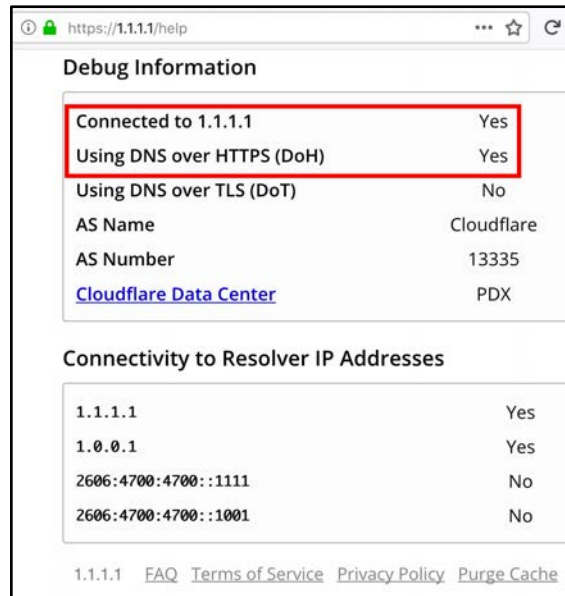 https://1.1.1.1/help
Debug Information
Connected to 1.1.1.1 Yes
Using DNS over HTTPS (DoH) Yes
Using DNS over TLS (DoT) No
AS Name Cloudflare
AS Number 13335
Cloudflare Data Center PDX
Connectivity to Resolver IP Addresses
1.1.1.1 Yes
1.0.0.1 Yes
2606:4700:4700::1111 No
2606:4700:4700::1001 No
1.1.1.1 FAQ Terms of Service Privacy Policy Purge Cache